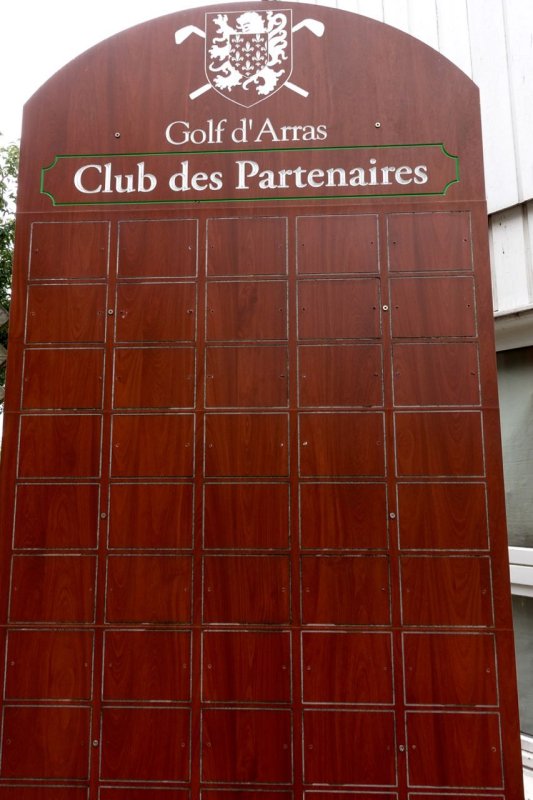 Golf d'Arras
Club des Partenaires